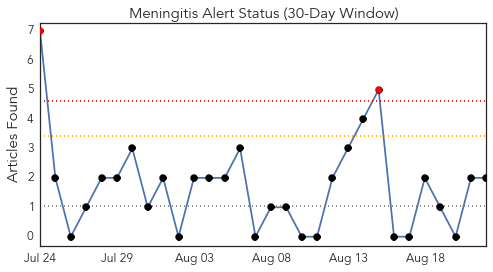 Meningitis Alert Status (30-Day Window)
Articles Found
7
6
5
4
3
2
1
0
Jul 24 Jul 29 Aug 03 Aug 08 Aug 13 Aug 18